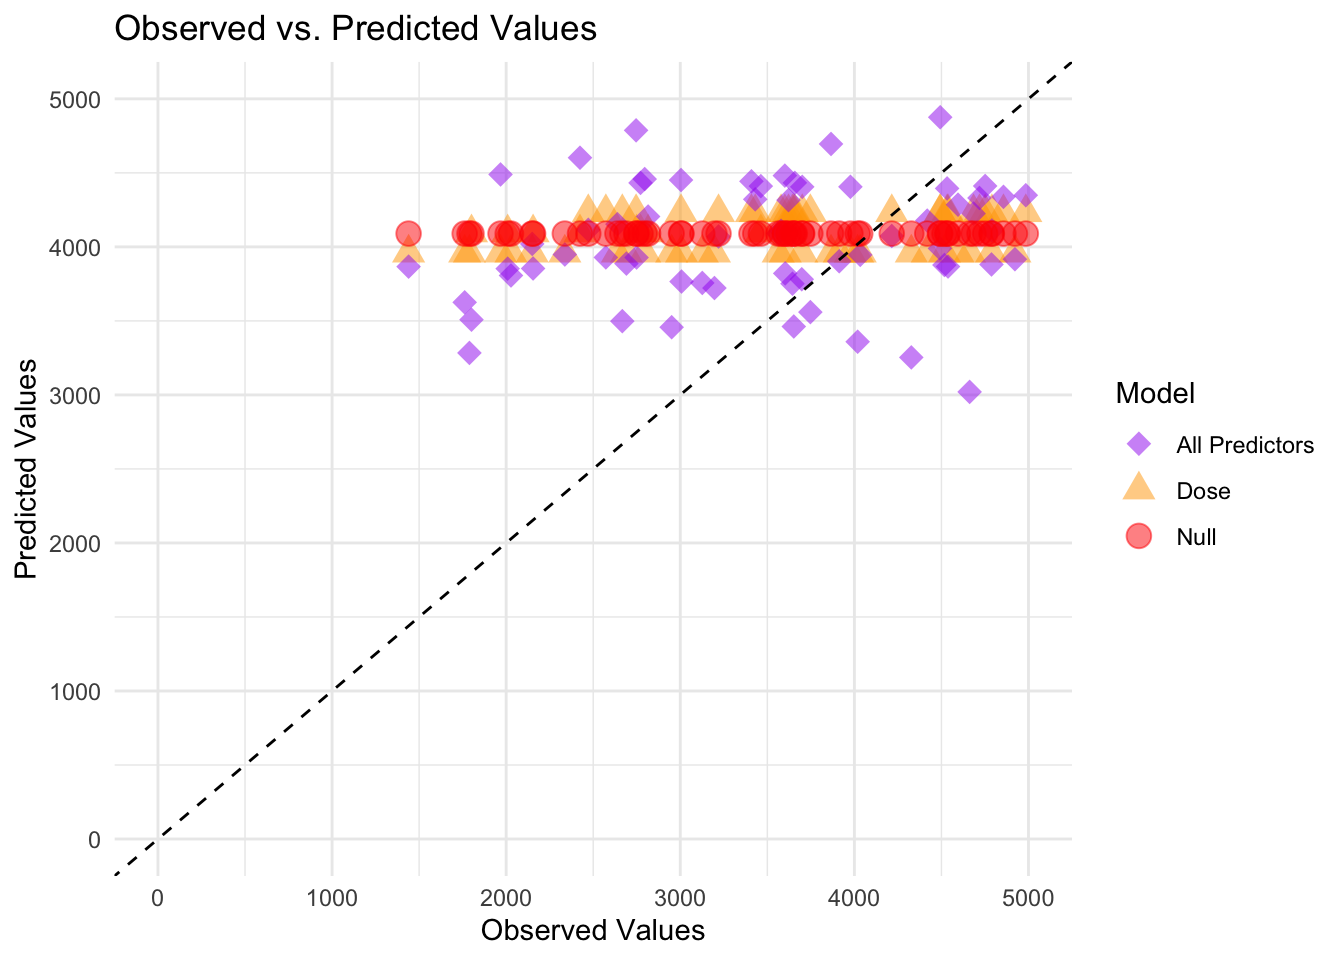 Observed vs. Predicted Values
5000
4000
3000
2000
1000
0
Predicted Values
0 1000 2000 3000 4000 5000
Observed Values
Model
All Predictors
Dose
Null